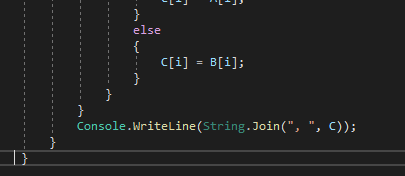 }
else
{
C[i] = B[i];
}
}
}
Console.WriteLine(String.Join(", ", C));
}
}